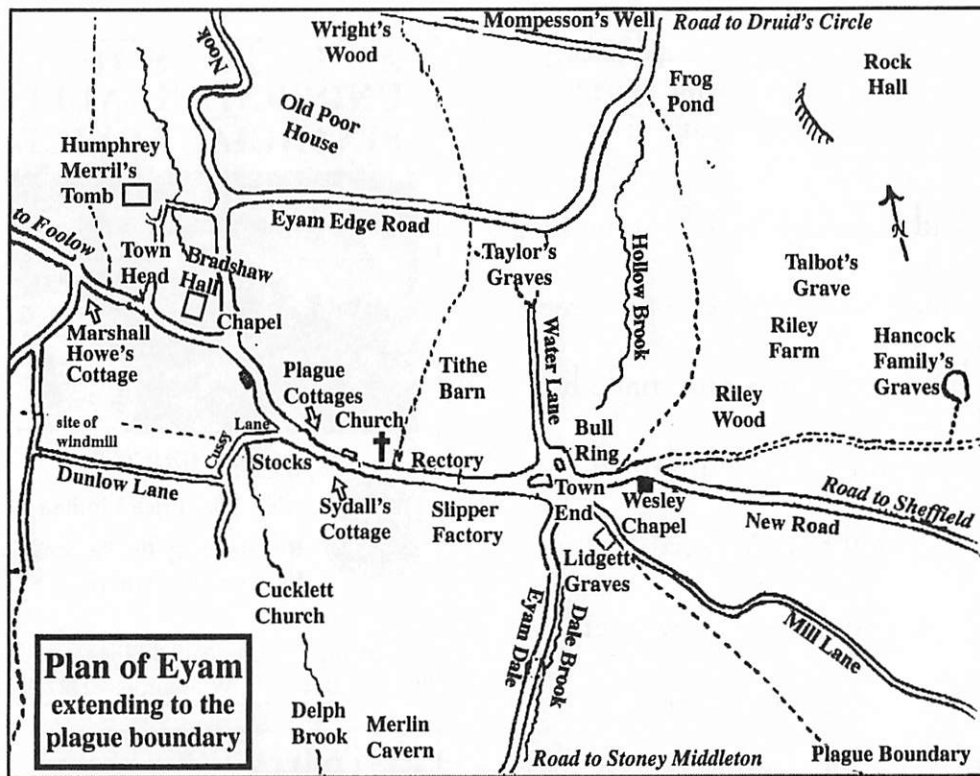 Mompesson's Well
Road to Druid's Circle
Wright's
Wood
Nook
Rock
Hall
Frog
Pond
Old Poor
House
Humphrey
Merril's
Tomb
to Foolow
Eyam Edge Road
N
Town
Head
Bradshaw
Hall
Taylor's
Graves
Hollow Brook
Talbot's
Grave
Chapel
Marshall
Howe's
Cottage
Riley
Farm
Hancock
Family's
Graves
Water Lane
Plague
Cottages
Tithe
Barn
Church
Riley
Wood
Bull
Ring
site of
windmill
Cussy
Lane
Stocks
Rectory
Dunlow Lane
Town
End
Wesley
Chapel
Road to Sheffield
New Road
Sydall's
Cottage
Slipper
Factory
Lidgett
Graves
Cucklett
Church
Eyam Dale
Dale Brook
Mill Lane
Plan of Eyam
extending to the
plague boundary
Delph
Brook
Merlin
Cavern
Road to Stoney Middleton
Plague Boundary